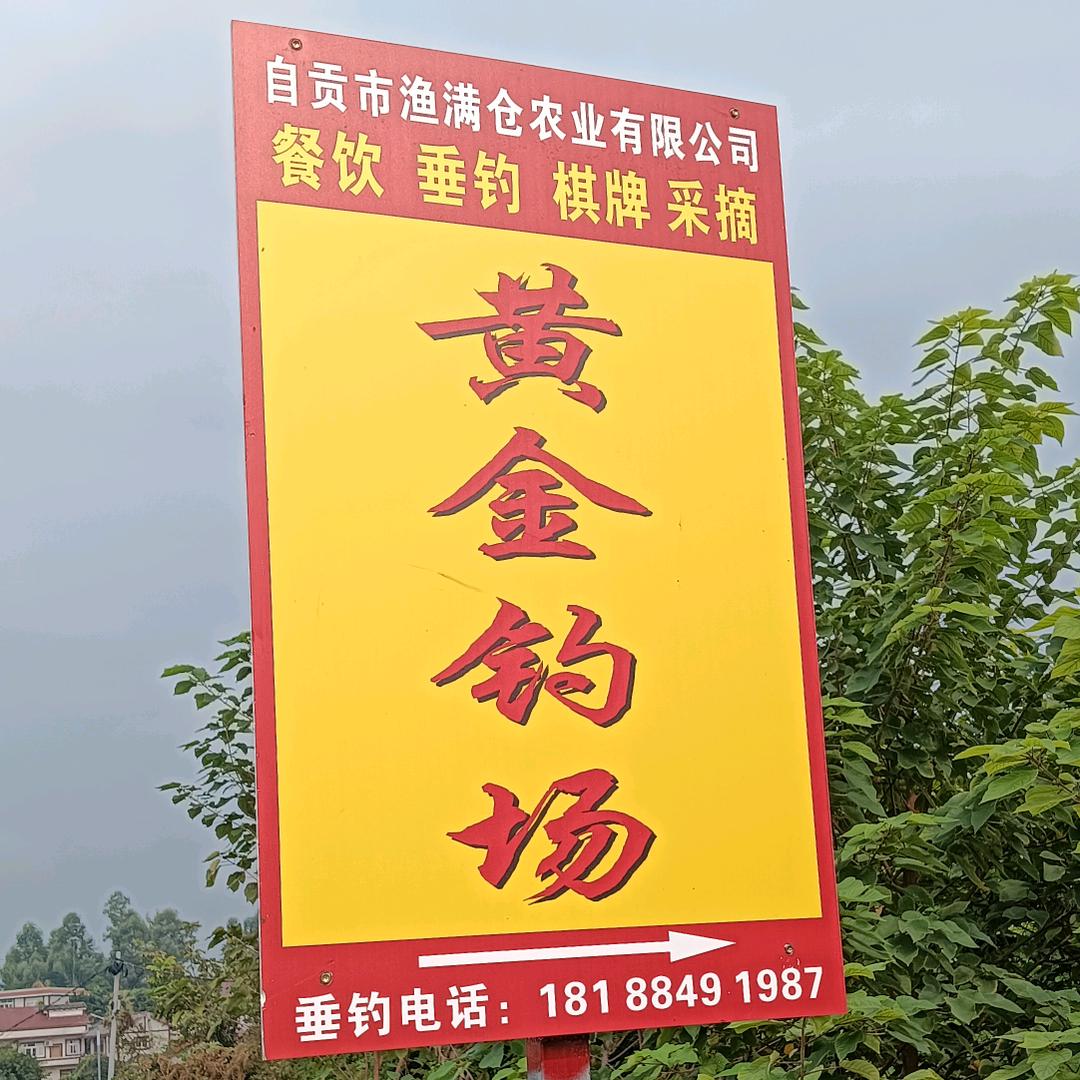 自贡市渔满仓农业有限公司
餐饮 垂钓 棋牌 采摘
黄
金
钓
场
垂钓电话：181 8849 1987